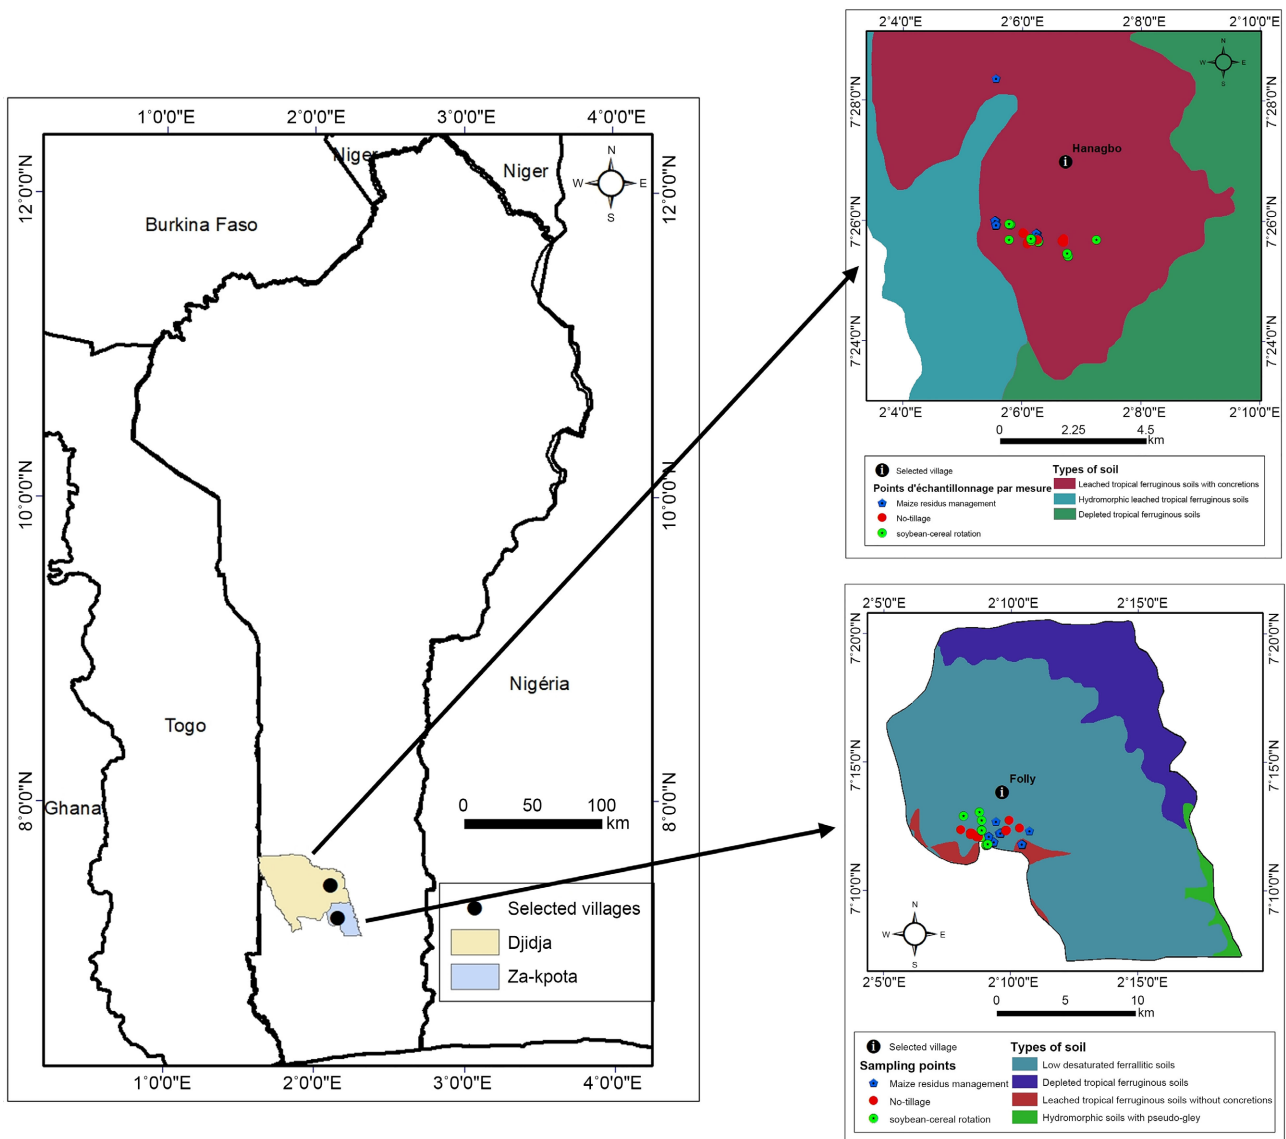 1°0'0"E 2°0'0"E 3°0'0"E 4°0'0"E
12°0'0"N
10°0'0"N
8°0'0"N
Niger
Niger
N
W E
S
12°0'0"N
Burkina Faso
10°0'0"N
Nigéria
Togo
Ghana
8°0'0"N
0 50 100
km
Selected villages
Djidja
Za-kpota
1°0'0"E 2°0'0"E 3°0'0"E 4°0'0"E
2°4'0"E 2°6'0"E 2°8'0"E 2°10'0"E
N
W E
S
7°28'0"N
7°26'0"N
7°24'0"N
Hanagbo
7°28'0"N
7°26'0"N
7°24'0"N
2°4'0"E 2°6'0"E 2°8'0"E 2°10'0"E
0 2.25 4.5
km
Selected village
Points d'échantillonnage par mesure
Maize residus management
No-tillage
soybean-cereal rotation
Types of soil
Leached tropical ferruginous soils with concretions
Hydromorphic leached tropical ferruginous soils
Depleted tropical ferruginous soils
2°5'0"E 2°10'0"E 2°15'0"E
7°20'0"N
7°15'0"N
7°10'0"N
Folly
7°20'0"N
7°15'0"N
7°10'0"N
N
W E
S
2°5'0"E 2°10'0"E 2°15'0"E
0 5 10
km
Selected village
Sampling points
Maize residus management
No-tillage
soybean-cereal rotation
Types of soil
Low desaturated ferrallitic soils
Depleted tropical ferruginous soils
Leached tropical ferruginous soils without concretions
Hydromorphic soils with pseudo-gley